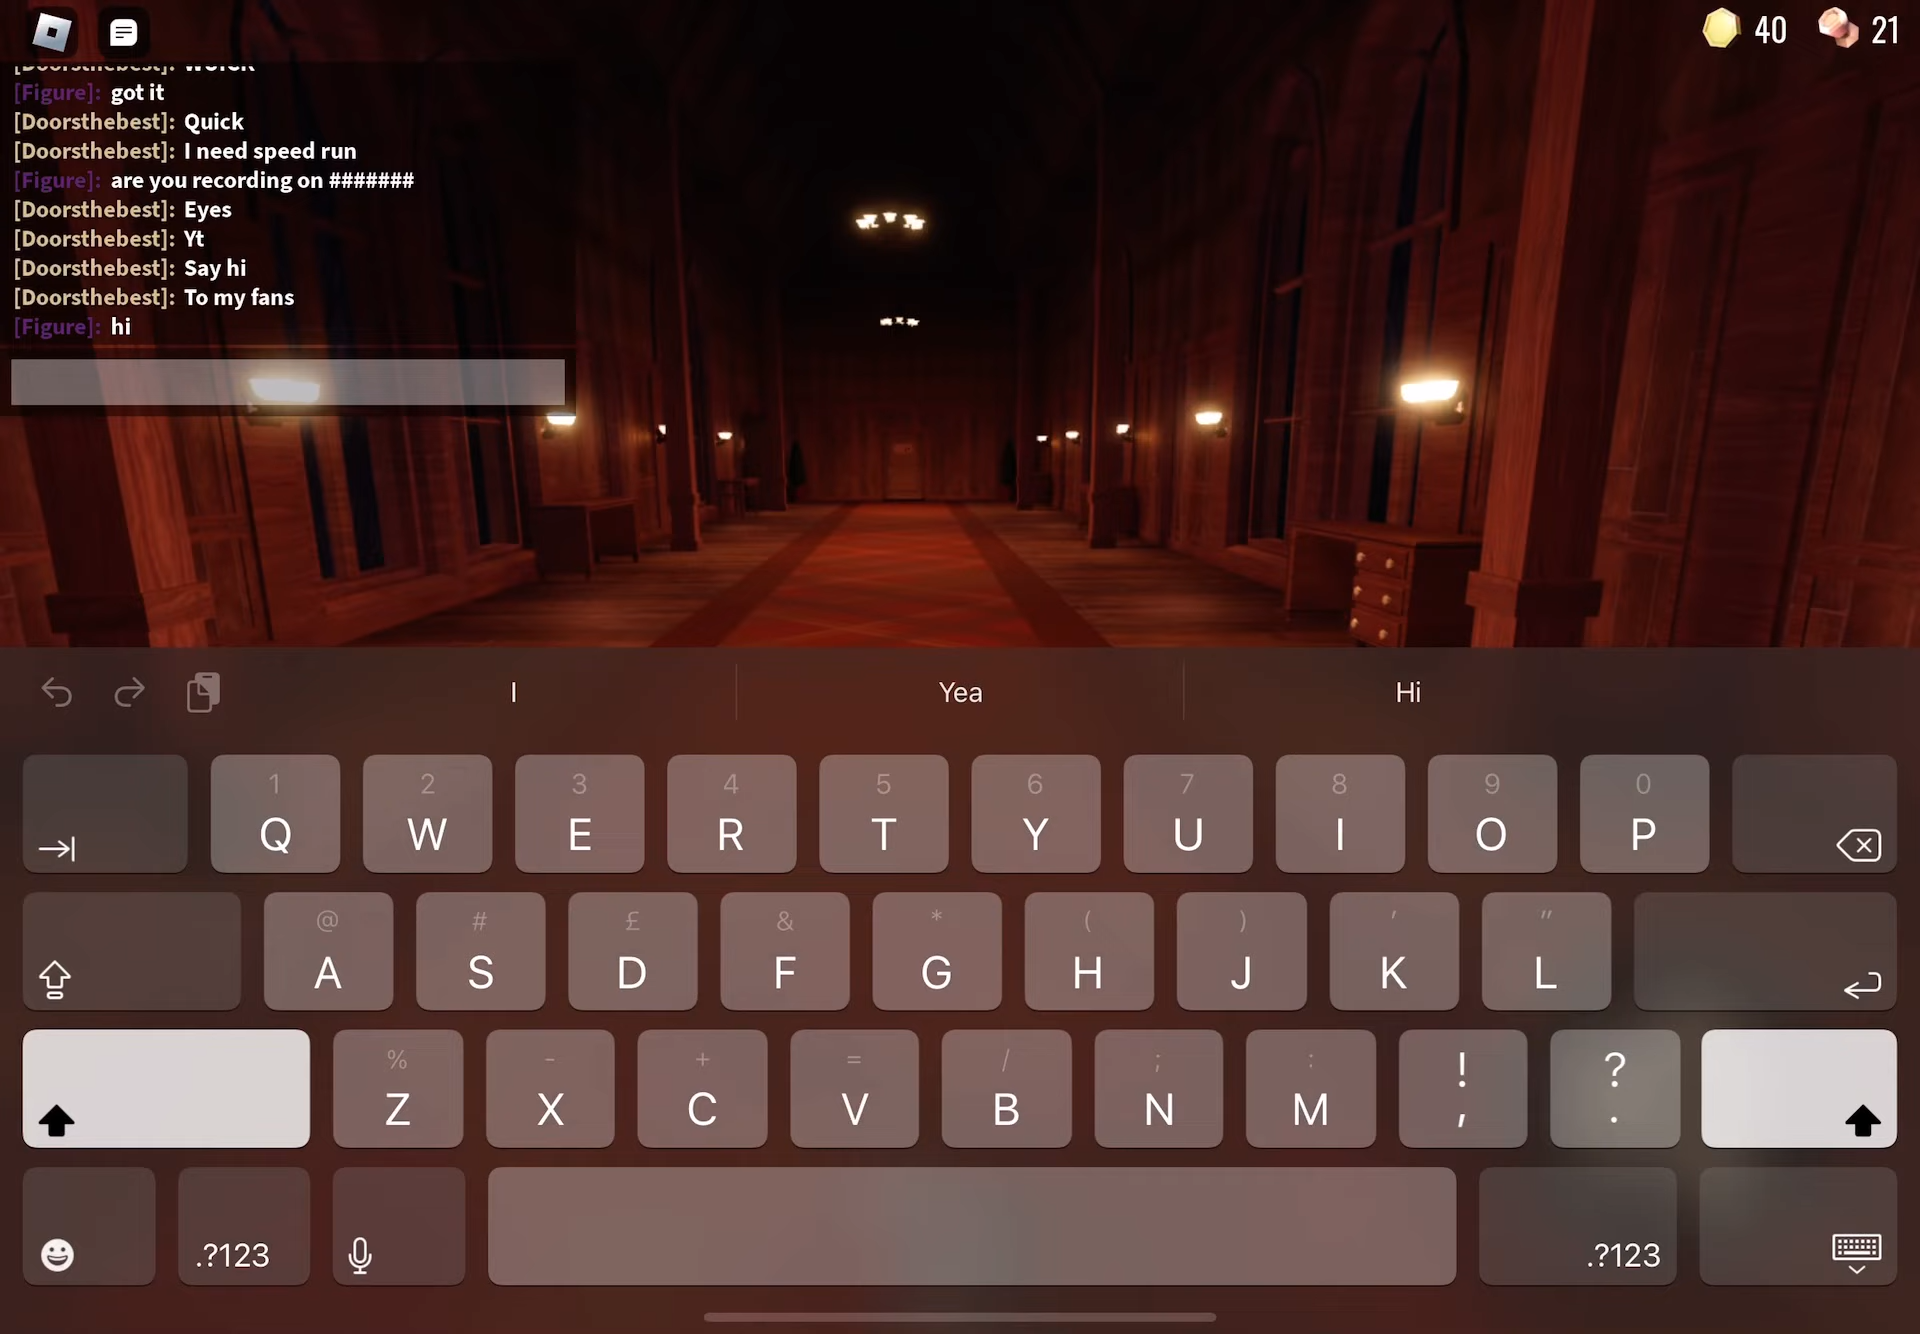 40 21
[Doorsthebest]:
[Figure]: got it
[Doorsthebest]: Quick
[Doorsthebest]: I need speed run
[Figure]: are you recording on #######
[Doorsthebest]: Eyes
[Doorsthebest]: Yt
[Doorsthebest]: Say hi
[Doorsthebest]: To my fans
[Figure]: hi
I Yea Hi
1 2 3 4 5 6 7 8 9 0
Q W E R T Y U I O P
@ # £ & * ( ) ' "
A S D F G H J K L
% - + = / ; : ! ?
Z X C V B N M , .
.?123 .?123